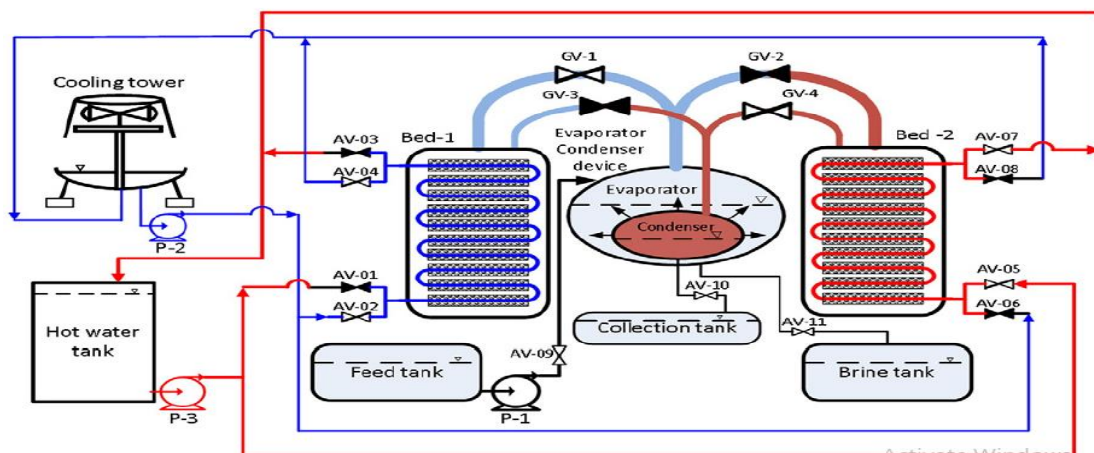 GV-1
GV-2
Cooling tower
GV-3
GV-4
AV-03
Bed-1
Evaporator
Condenser
device
Bed -2
AV-07
AV-04
AV-08
Evaporator
P-2
Condenser
AV-01
AV-05
AV-02
AV-10
AV-06
Hot water
tank
Collection tank
AV-11
AV-09
Feed tank
Brine tank
P-3
P-1
Activate Windows